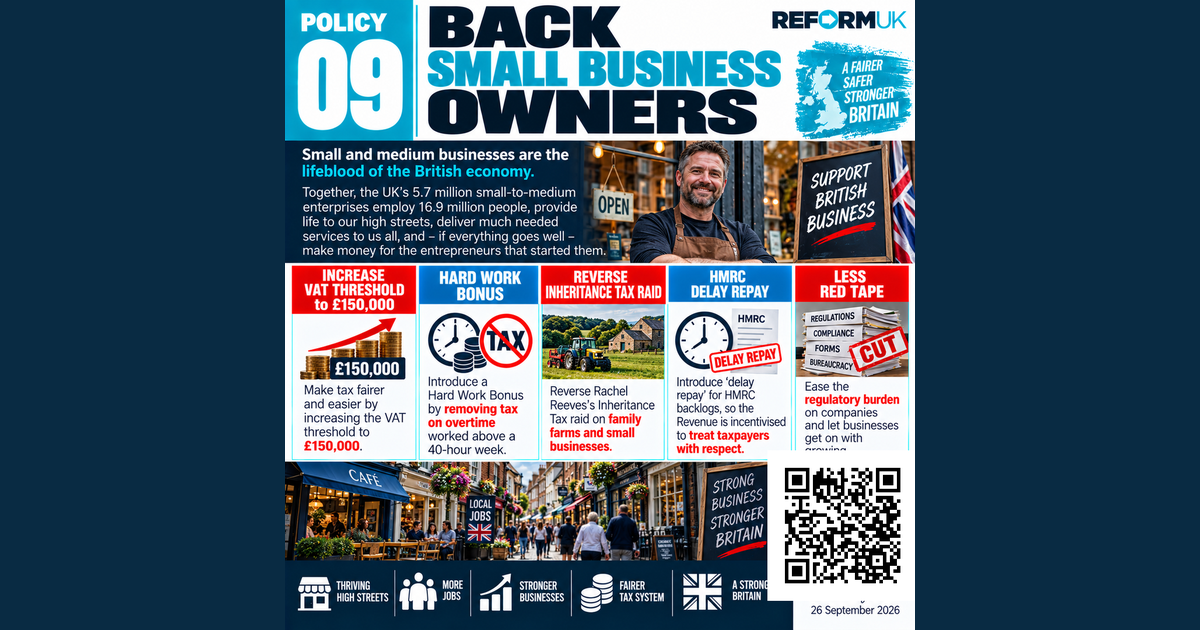 POLICY
09
BACK
SMALL BUSINESS
OWNERS
REFORM UK
A FAIRER
SAFER
STRONGER
BRITAIN
Small and medium businesses are the
lifeblood of the British economy.
Together, the UK's 5.7 million small-to-medium
enterprises employ 16.9 million people, provide
life to our high streets, deliver much needed
services to us all, and – if everything goes well –
make money for the entrepreneurs that started them.
OPEN
SUPPORT
BRITISH
BUSINESS
INCREASE
VAT THRESHOLD
to £150,000
£150,000
Make tax fairer
and easier by
increasing the VAT
threshold to
£150,000.
HARD WORK
BONUS
TAX
Introduce a
Hard Work Bonus
by removing tax
on overtime
worked above a
40-hour week.
REVERSE
INHERITANCE TAX RAID
Reverse Rachel
Reeves's Inheritance
Tax raid on family
farms and small
businesses.
HMRC
DELAY REPAY
HMRC
DELAY REPAY
Introduce 'delay
repay' for HMRC
backlogs, so the
Revenue is incentivised
to treat taxpayers
with respect.
LESS
RED TAPE
REGULATIONS
COMPLIANCE
FORMS
BUREAUCRACY
CUT
Ease the
regulatory burden
on companies
and let businesses
get on with
growing.
CAFÉ
LOCAL
JOBS
STRONG
BUSINESS
STRONGER
BRITAIN
THRIVING
HIGH STREETS
MORE
JOBS
STRONGER
BUSINESSES
FAIRER
TAX SYSTEM
A STRONG
BRITAIN
26 September 2026